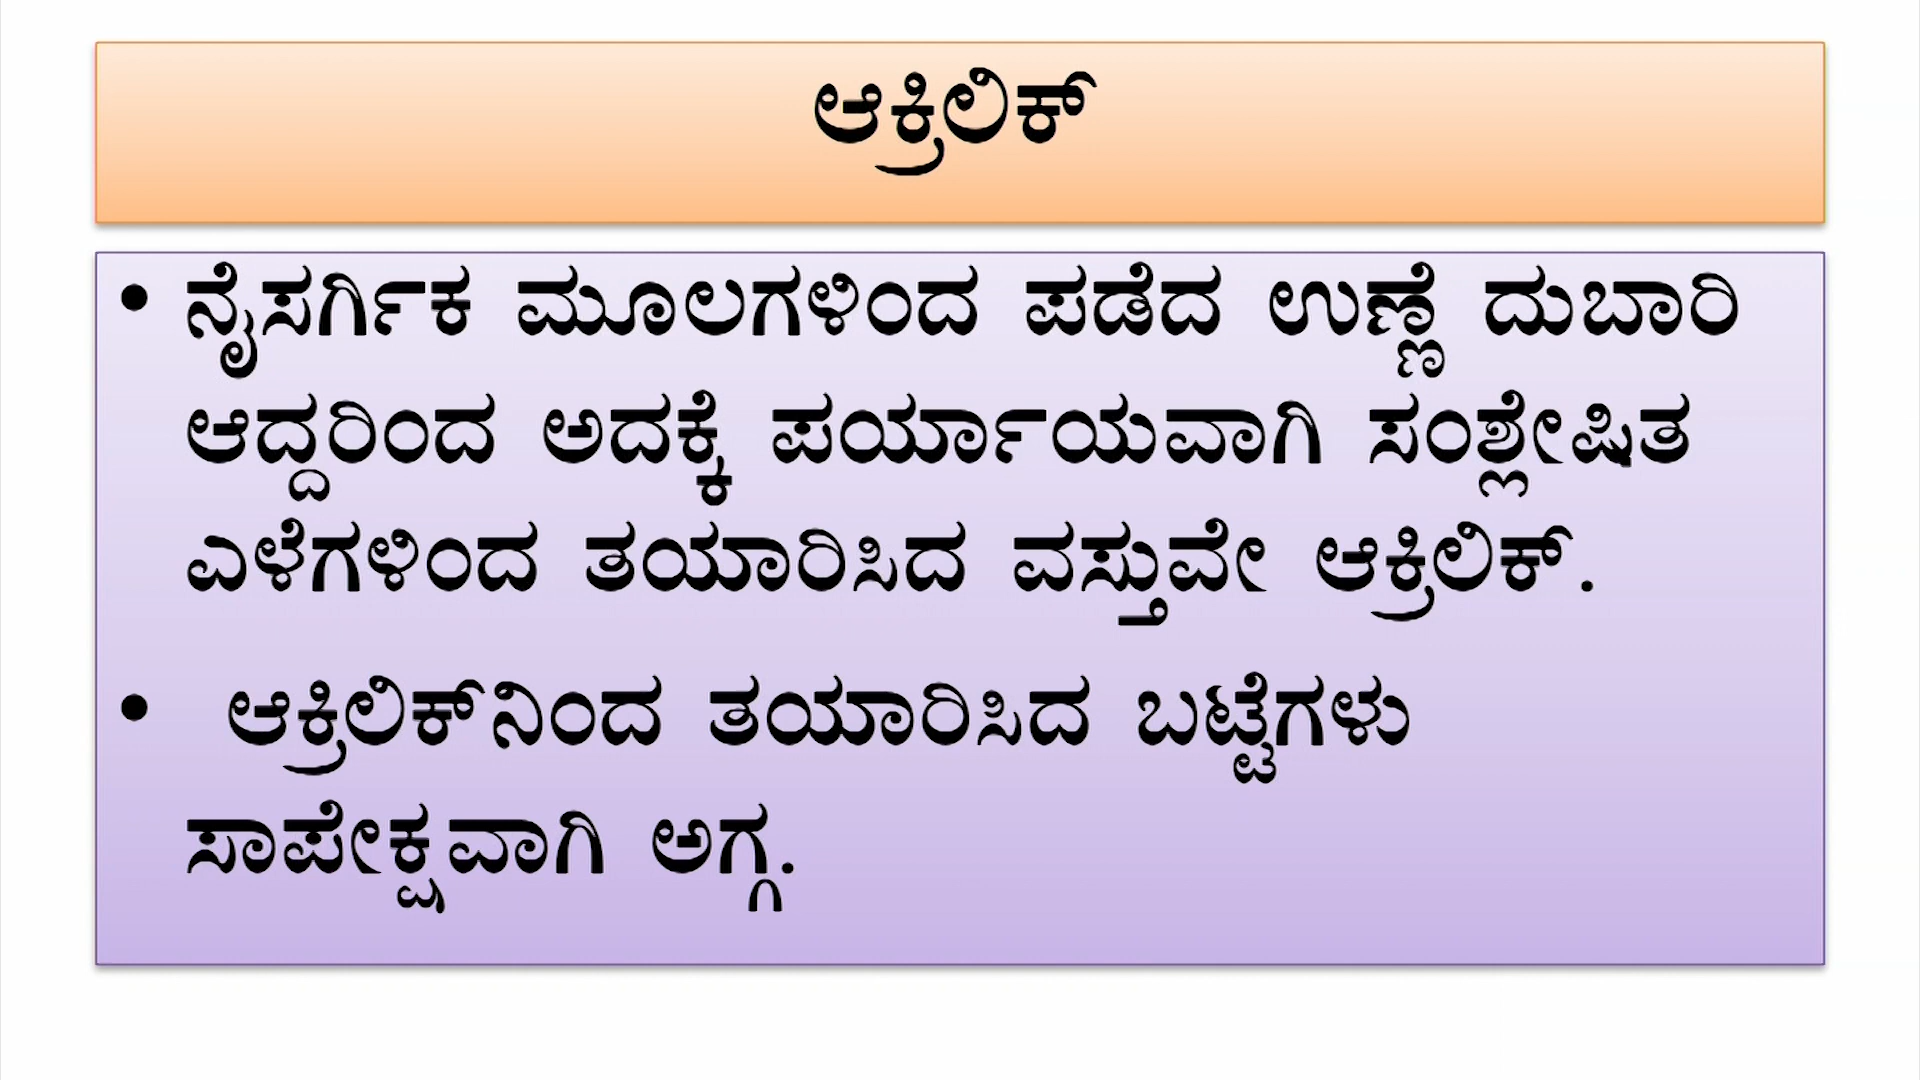 ಆಕ್ರಿಲಿಕ್
• ನೈಸರ್ಗಿಕ ಮೂಲಗಳಿಂದ ಪಡೆದ ಉಣ್ಣೆ ದುಬಾರಿ
ಆದ್ದರಿಂದ ಅದಕ್ಕೆ ಪರ್ಯಾಯವಾಗಿ ಸಂಶ್ಲೇಷಿತ
ಎಳೆಗಳಿಂದ ತಯಾರಿಸಿದ ವಸ್ತುವೇ ಆಕ್ರಿಲಿಕ್.
• ಆಕ್ರಿಲಿಕ್‌ನಿಂದ ತಯಾರಿಸಿದ ಬಟ್ಟೆಗಳು
ಸಾಪೇಕ್ಷವಾಗಿ ಅಗ್ಗ.